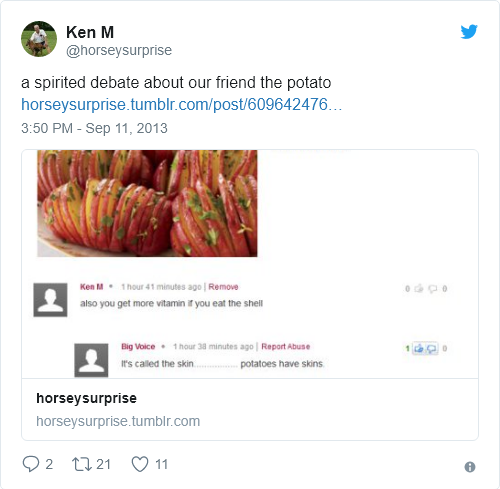 Ken M
@horseysurprise
a spirited debate about our friend the potato
horseysurprise.tumblr.com/post/609642476…
3:50 PM - Sep 11, 2013
Ken M • 1 hour 41 minutes ago | Remove 0 0
also you get more vitamin if you eat the shell
Big Voice • 1 hour 38 minutes ago | Report Abuse 1 0
It's called the skin................ potatoes have skins.
horseysurprise
horseysurprise.tumblr.com
2 21 11